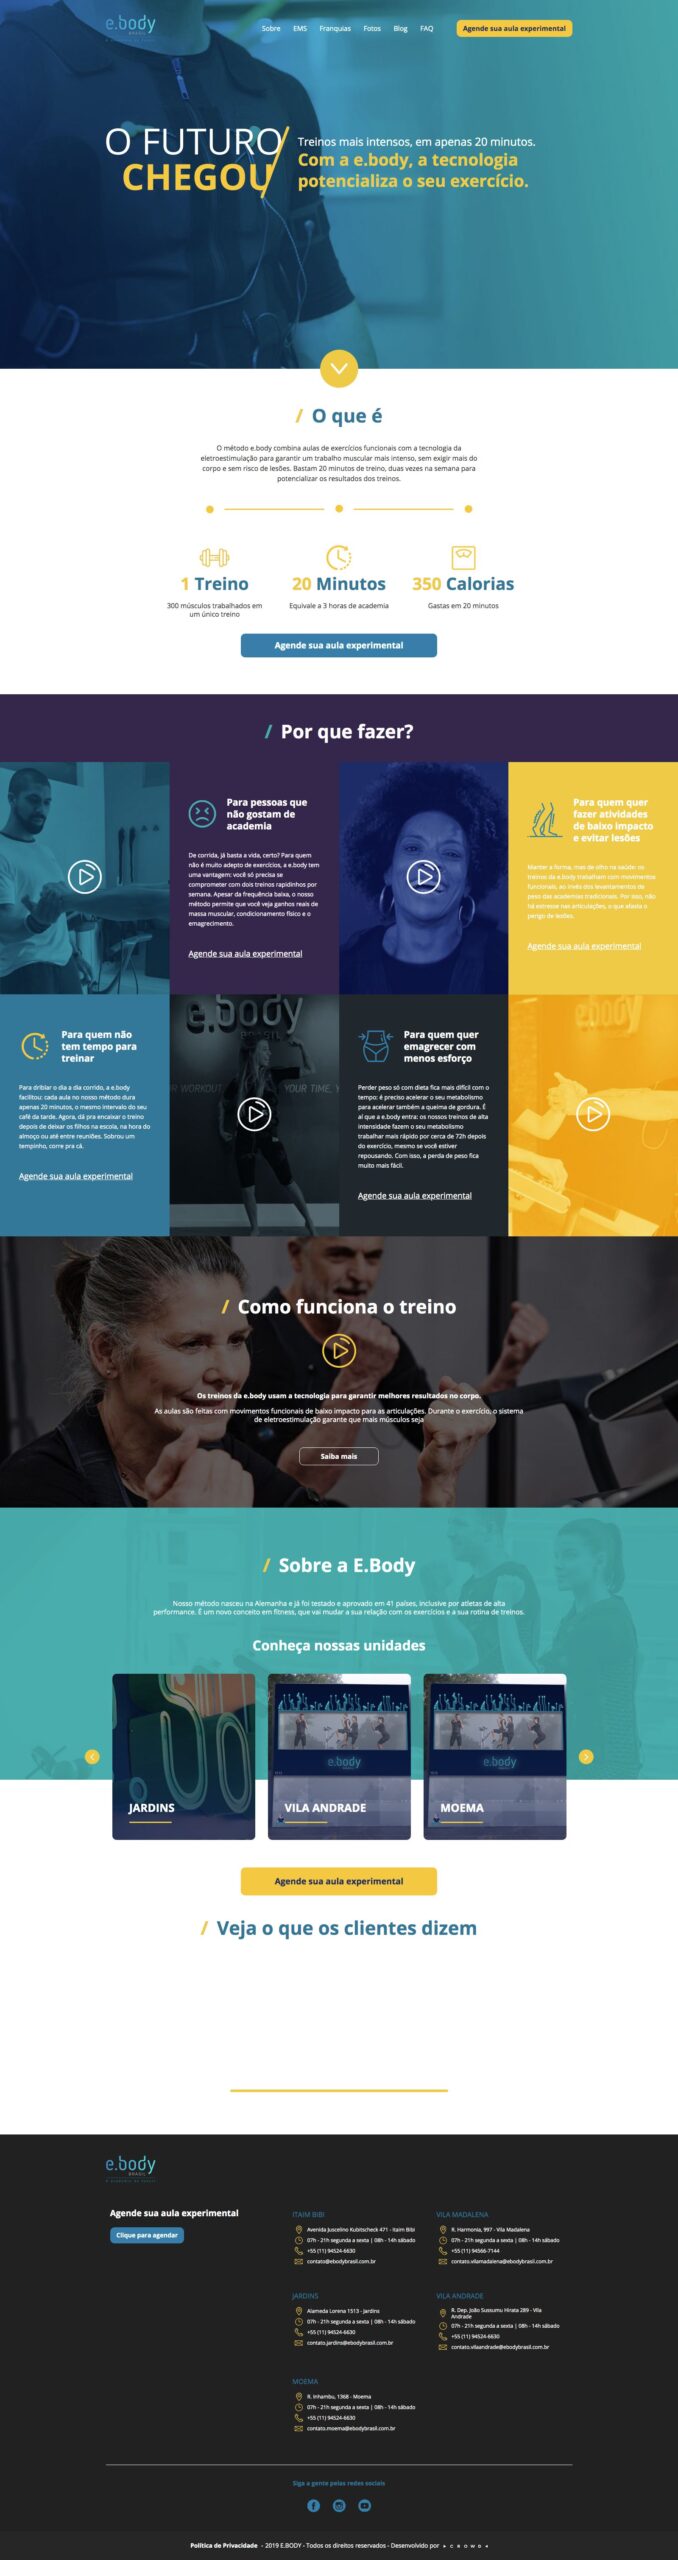 e.body
BRASIL
Sobre EMS Franquias Fotos Blog FAQ Agende sua aula experimental
O FUTURO
CHEGOU
Treinos mais intensos, em apenas 20 minutos.
Com a e.body, a tecnologia
potencializa o seu exercício.
/ O que é
O método e.body combina aulas de exercícios funcionais com a tecnologia da
eletroestimulação para garantir um trabalho muscular mais intenso, sem exigir mais do
corpo e sem risco de lesões. Bastam 20 minutos de treino, duas vezes na semana para
potencializar os resultados dos treinos.
1 Treino
300 músculos trabalhados em
um único treino
20 Minutos
Equivale a 3 horas de academia
350 Calorias
Gastas em 20 minutos
Agende sua aula experimental
/ Por que fazer?
Para pessoas que
não gostam de
academia
De corrida, já basta a vida, certo? Para quem
não é muito adepto de exercícios, a e.body tem
uma vantagem: você só precisa se
comprometer com dois treinos rapidinhos por
semana. Apesar da frequência baixa, o nosso
método permite que você veja ganhos reais de
massa muscular, condicionamento físico e o
emagrecimento.
Agende sua aula experimental
Para quem quer
fazer atividades
de baixo impacto
e evitar lesões
Manter a forma, mas de olho na saúde: os
treinos da e.body trabalham com movimentos
funcionais, ao invés dos levantamentos de
peso das academias tradicionais. Por isso, não
há estresse nas articulações, o que afasta o
perigo de lesões.
Agende sua aula experimental
Para quem não
tem tempo para
treinar
Para driblar o dia a dia corrido, a e.body
facilitou: cada aula no nosso método dura
apenas 20 minutos, o mesmo intervalo do seu
café da tarde. Agora, dá pra encaixar o treino
depois de deixar os filhos na escola, na hora do
almoço ou até entre reuniões. Sobrou um
tempinho, corre pra cá.
Agende sua aula experimental
e.body
BRASIL
UR WORKOUT YOUR TIME, Y
Para quem quer
emagrecer com
menos esforço
Perder peso só com dieta fica mais difícil com o
tempo: é preciso acelerar o seu metabolismo
para acelerar também a queima de gordura. É
aí que a e.body entra: os nossos treinos de alta
intensidade fazem o seu metabolismo
trabalhar mais rápido por cerca de 72h depois
do exercício, mesmo se você estiver
repousando. Com isso, a perda de peso fica
muito mais fácil.
Agende sua aula experimental
/ Como funciona o treino
Os treinos da e.body usam a tecnologia para garantir melhores resultados no corpo.
As aulas são feitas com movimentos funcionais de baixo impacto para as articulações. Durante o exercício, o sistema
de eletroestimulação garante que mais músculos seja
Saiba mais
/ Sobre a E.Body
Nosso método nasceu na Alemanha e já foi testado e aprovado em 41 países, inclusive por atletas de alta
performance. É um novo conceito em fitness, que vai mudar a sua relação com os exercícios e a sua rotina de treinos.
Conheça nossas unidades
JARDINS
e.body
VILA ANDRADE
e.body
MOEMA
Agende sua aula experimental
/ Veja o que os clientes dizem
e.body
BRASIL
Agende sua aula experimental
Clique para agendar
ITAIM BIBI
Avenida Juscelino Kubitscheck 471 - Itaim Bibi
07h - 21h segunda a sexta | 08h - 14h sábado
+55 (11) 94524-6630
contato@ebodybrasil.com.br
VILA MADALENA
R. Harmonia, 997 - Vila Madalena
07h - 21h segunda a sexta | 08h - 14h sábado
+55 (11) 94566-7144
contato.vilamadalena@ebodybrasil.com.br
JARDINS
Alameda Lorena 1513 - Jardins
07h - 21h segunda a sexta | 08h - 14h sábado
+55 (11) 94524-6630
contato.jardins@ebodybrasil.com.br
VILA ANDRADE
R. Dep. João Sussumu Hirata 289 - Vila
Andrade
07h - 21h segunda a sexta | 08h - 14h sábado
+55 (11) 94524-6630
contato.vilaandrade@ebodybrasil.com.br
MOEMA
R. Inhambu, 1368 - Moema
07h - 21h segunda a sexta | 08h - 14h sábado
+55 (11) 94524-6630
contato.moema@ebodybrasil.com.br
Siga a gente pelas redes sociais
Política de Privacidade - 2019 E.BODY - Todos os direitos reservados - Desenvolvido por CROWD